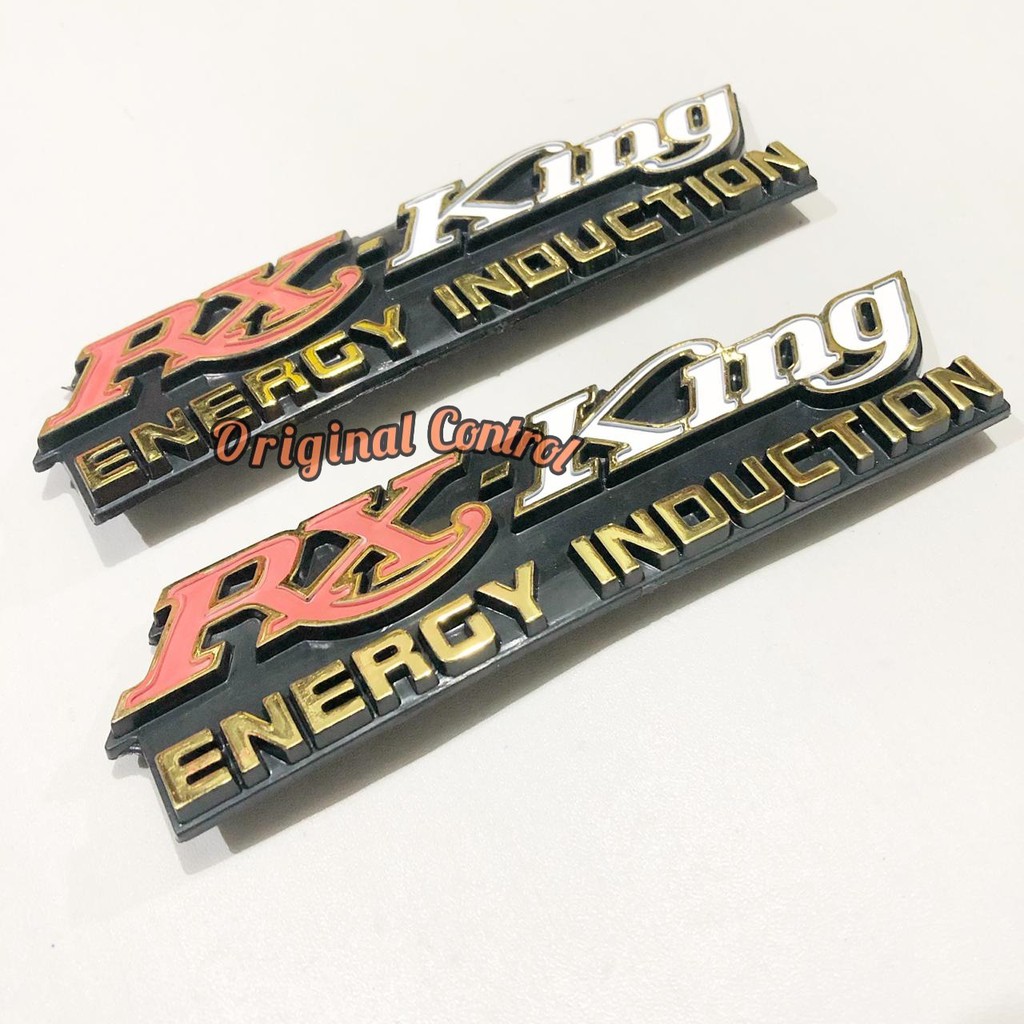 RX-King
ENERGY INDUCTION
Original Control
RX-King
ENERGY INDUCTION